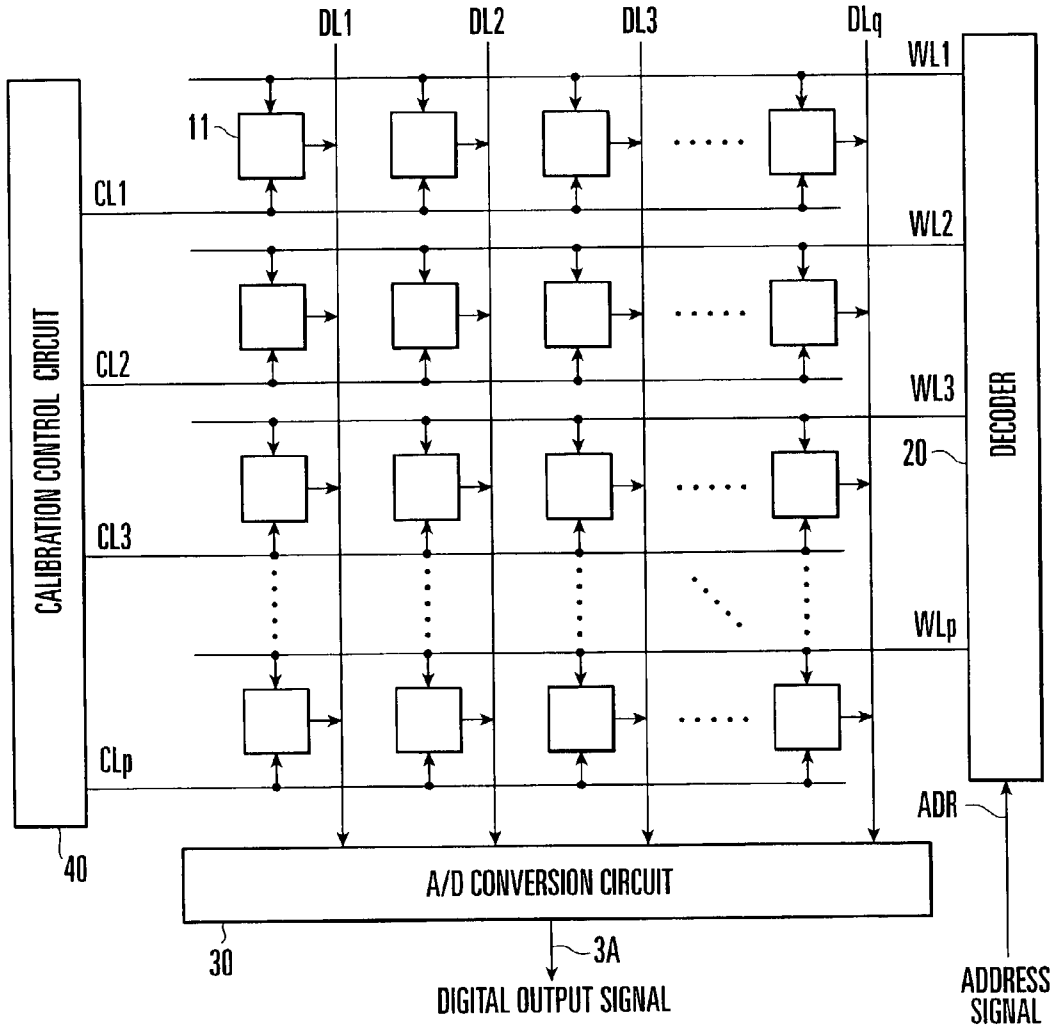 DL1 DL2 DL3 DLq
WL1
11
CL1
WL2
CL2
WL3
20
CL3
WLp
CLp
CALIBRATION CONTROL CIRCUIT
DECODER
40
ADR
A/D CONVERSION CIRCUIT
30
3A
DIGITAL OUTPUT SIGNAL
ADDRESS
SIGNAL